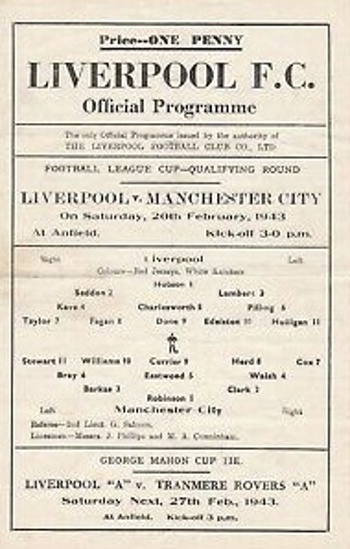 Price--ONE PENNY
LIVERPOOL F.C.
Official Programme
The only Official Programme issued by the authority of
THE LIVERPOOL FOOTBALL CLUB CO., LTD
FOOTBALL LEAGUE CUP—QUALIFYING ROUND
LIVERPOOL v. MANCHESTER CITY
On Saturday, 20th February, 1943
At Anfield. Kick-off 3-0 p.m.
Right Liverpool Left
Colours—Red Jerseys, White Knickers
Hobson 1
Seddon 2 Lambert 3
Kaye 4 Charlesworth 5 Pilling 6
Taylor 7 Fagan 8 Done 9 Hulligan 11
Stewart 11 Williams 10 Currier 9 Herd 8 Cox 7
Bray 6 Eastwood 5 Walsh 4
Barkas 3 Clark 2
Robinson 1
Left Manchester City Right
Referee—2nd Lieut. G.
Linesmen—Messrs. J. Phillips and M. A.
GEORGE MAHON CUP TIE.
LIVERPOOL "A" v. TRANMERE ROVERS "A"
Saturday Next, 27th Feb., 1943.
At Anfield. Kick-off 3 p.m.